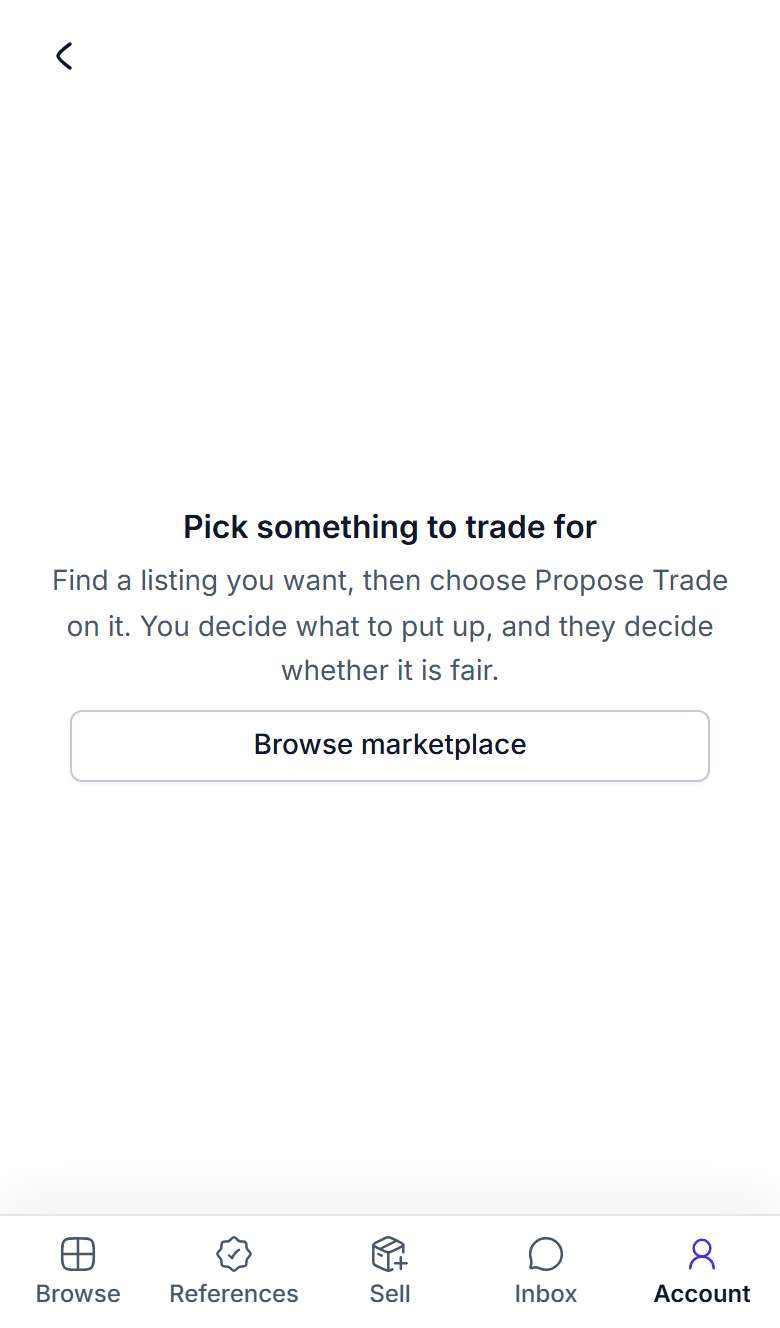 Pick something to trade for
Find a listing you want, then choose Propose Trade
on it. You decide what to put up, and they decide
whether it is fair.
Browse marketplace
Browse
References
Sell
Inbox
Account